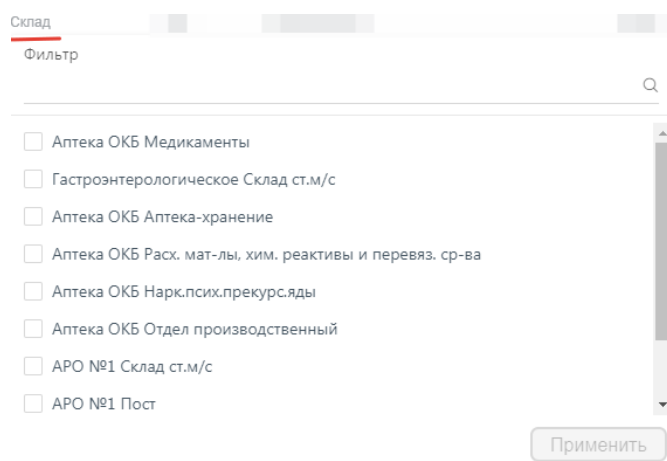 Склад
Фильтр
Аптека ОКБ Медикаменты
Гастроэнтерологическое Склад ст.м/с
Аптека ОКБ Аптека-хранение
Аптека ОКБ Расх. мат-лы, хим. реактивы и перевяз. ср-ва
Аптека ОКБ Нарк.псих.прекурс.яды
Аптека ОКБ Отдел производственный
АРО №1 Склад ст.м/с
АРО №1 Пост
Применить